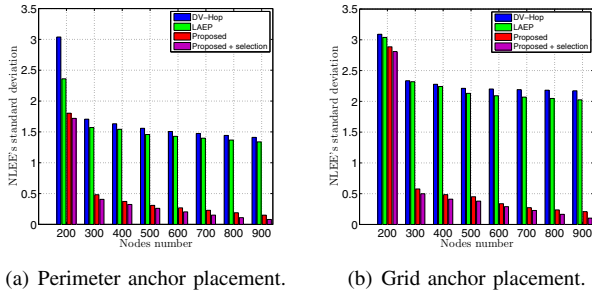 3.5
3
2.5
2
1.5
1
0.5
0
NLEE's standard deviation
DV-Hop
LAEP
Proposed
Proposed + selection
200 300 400 500 600 700 800 900
Nodes number
(a) Perimeter anchor placement.
3.5
3
2.5
2
1.5
1
0.5
0
NLEE's standard deviation
DV-Hop
LAEP
Proposed
Proposed + selection
200 300 400 500 600 700 800 900
Nodes number
(b) Grid anchor placement.